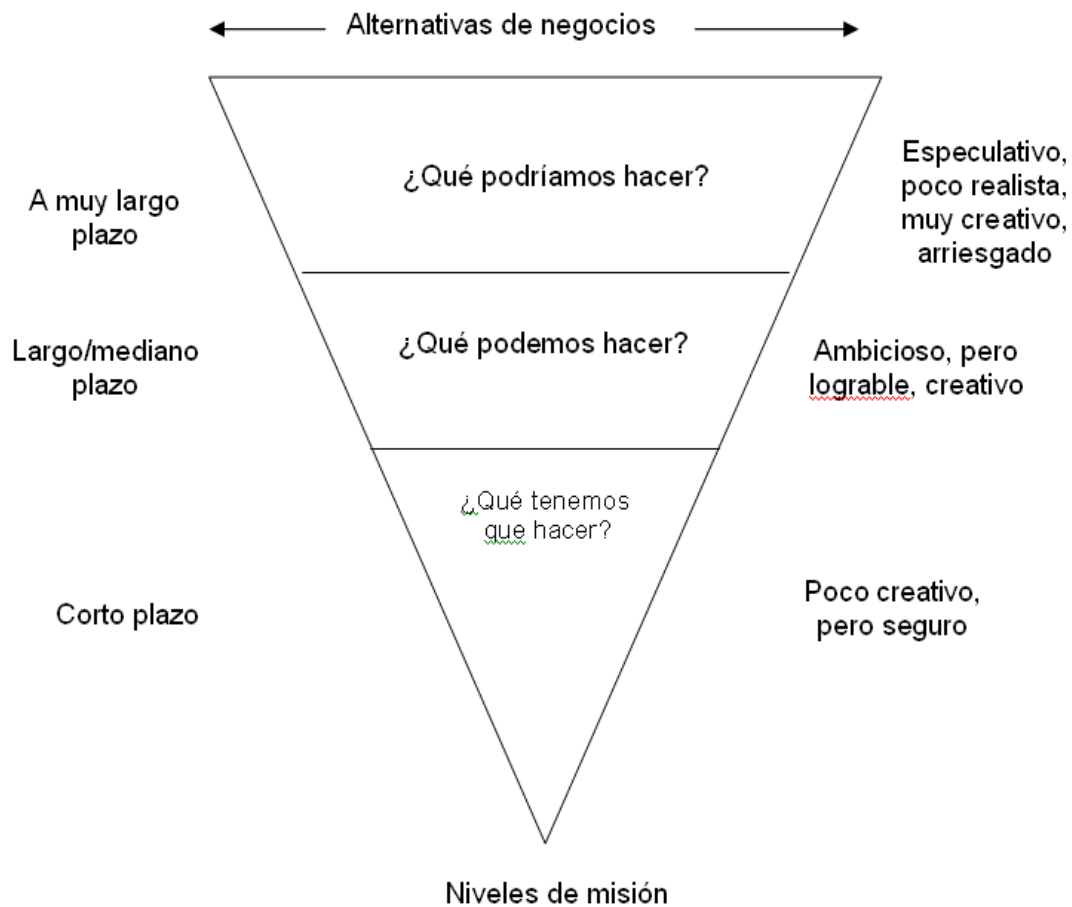 Alternativas de negocios
¿Qué podríamos hacer?
A muy largo
plazo
Especulativo,
poco realista,
muy creativo,
arriesgado
¿Qué podemos hacer?
Largo/mediano
plazo
Ambicioso, pero
lograble, creativo
¿Qué tenemos
que hacer?
Corto plazo
Poco creativo,
pero seguro
Niveles de misión